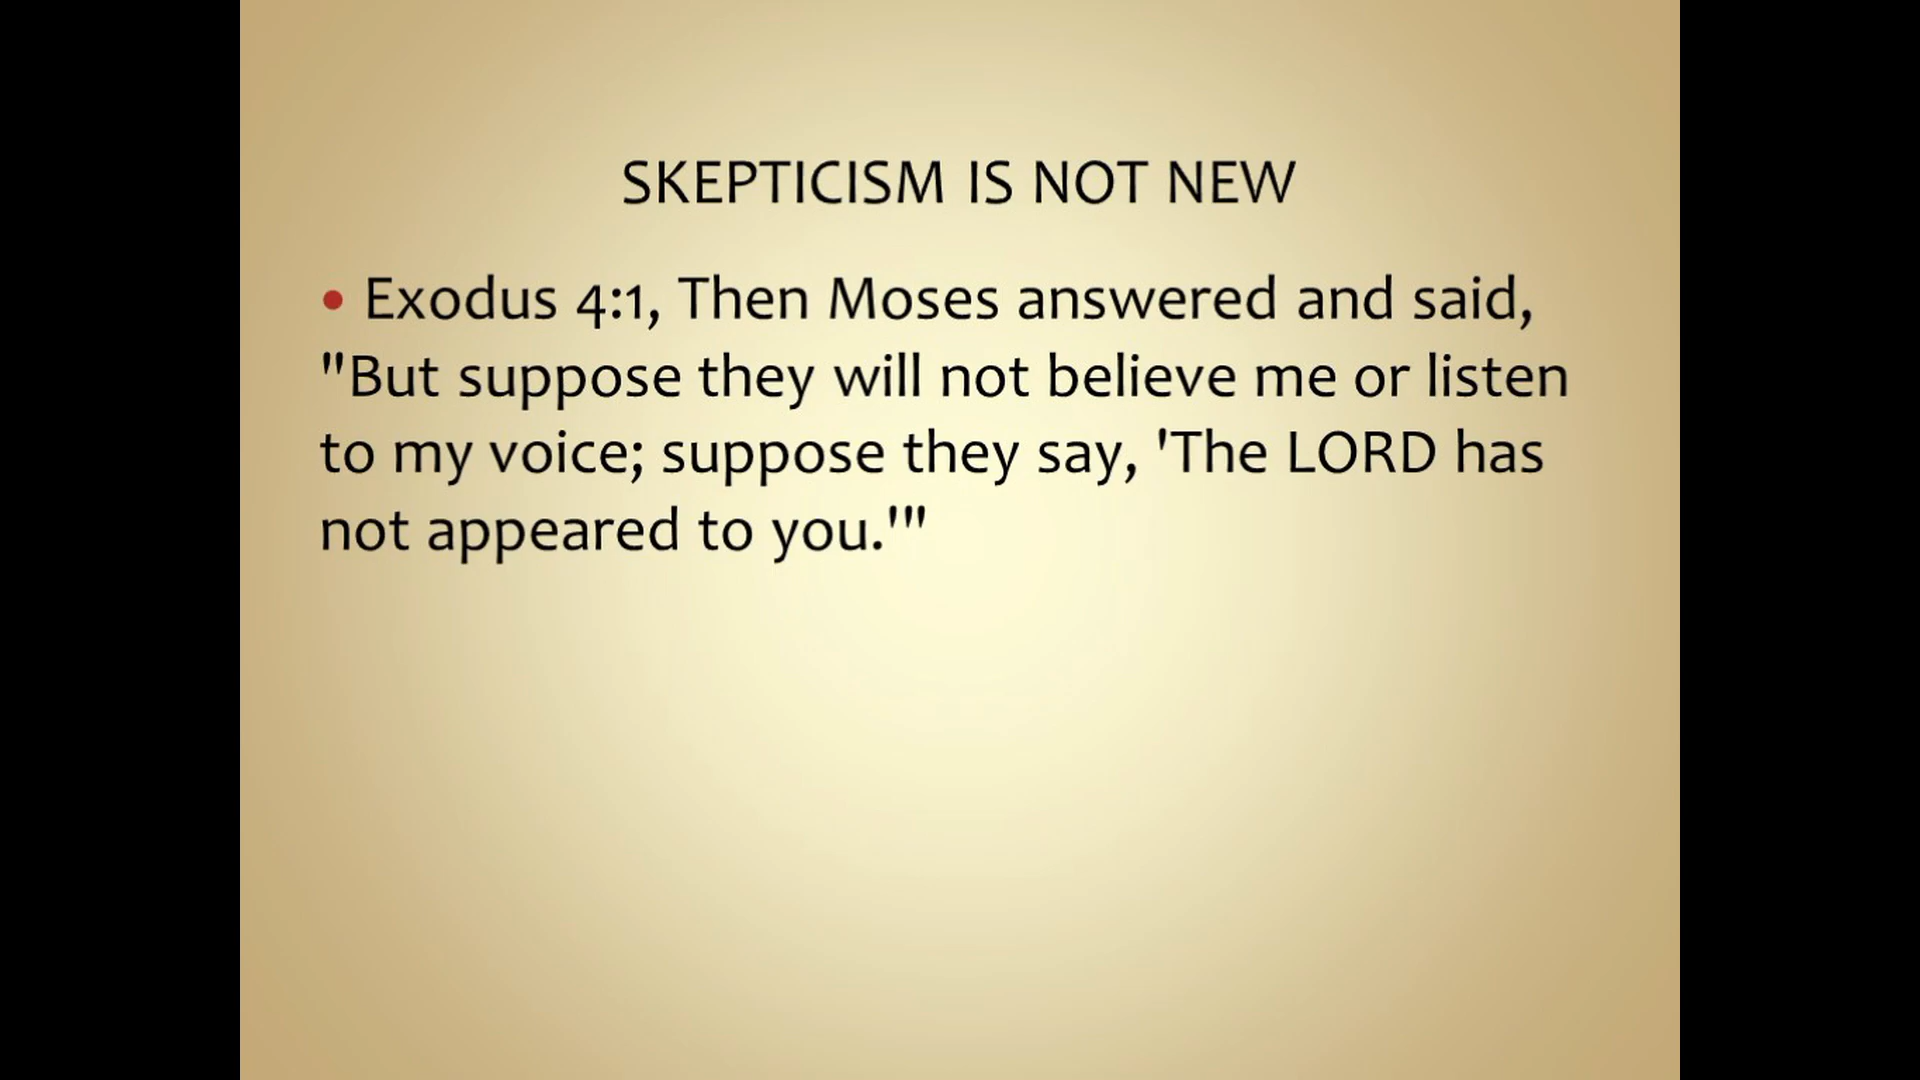 SKEPTICISM IS NOT NEW
• Exodus 4:1, Then Moses answered and said,
"But suppose they will not believe me or listen
to my voice; suppose they say, 'The LORD has
not appeared to you.'"